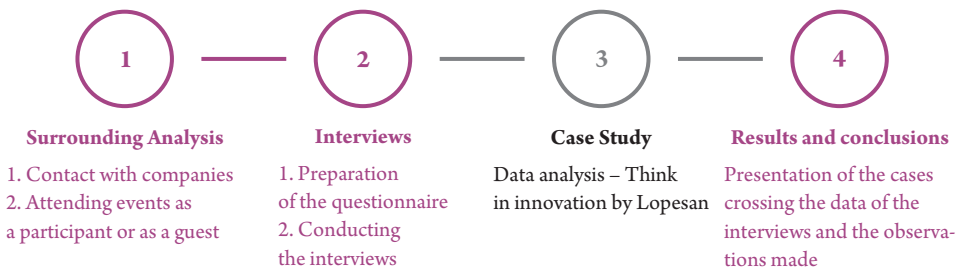 1
2
3
4
Surrounding Analysis
1. Contact with companies
2. Attending events as
a participant or as a guest
Interviews
1. Preparation
of the questionnaire
2. Conducting
the interviews
Case Study
Data analysis – Think
in innovation by Lopesan
Results and conclusions
Presentation of the cases
crossing the data of the
interviews and the observa-
tions made